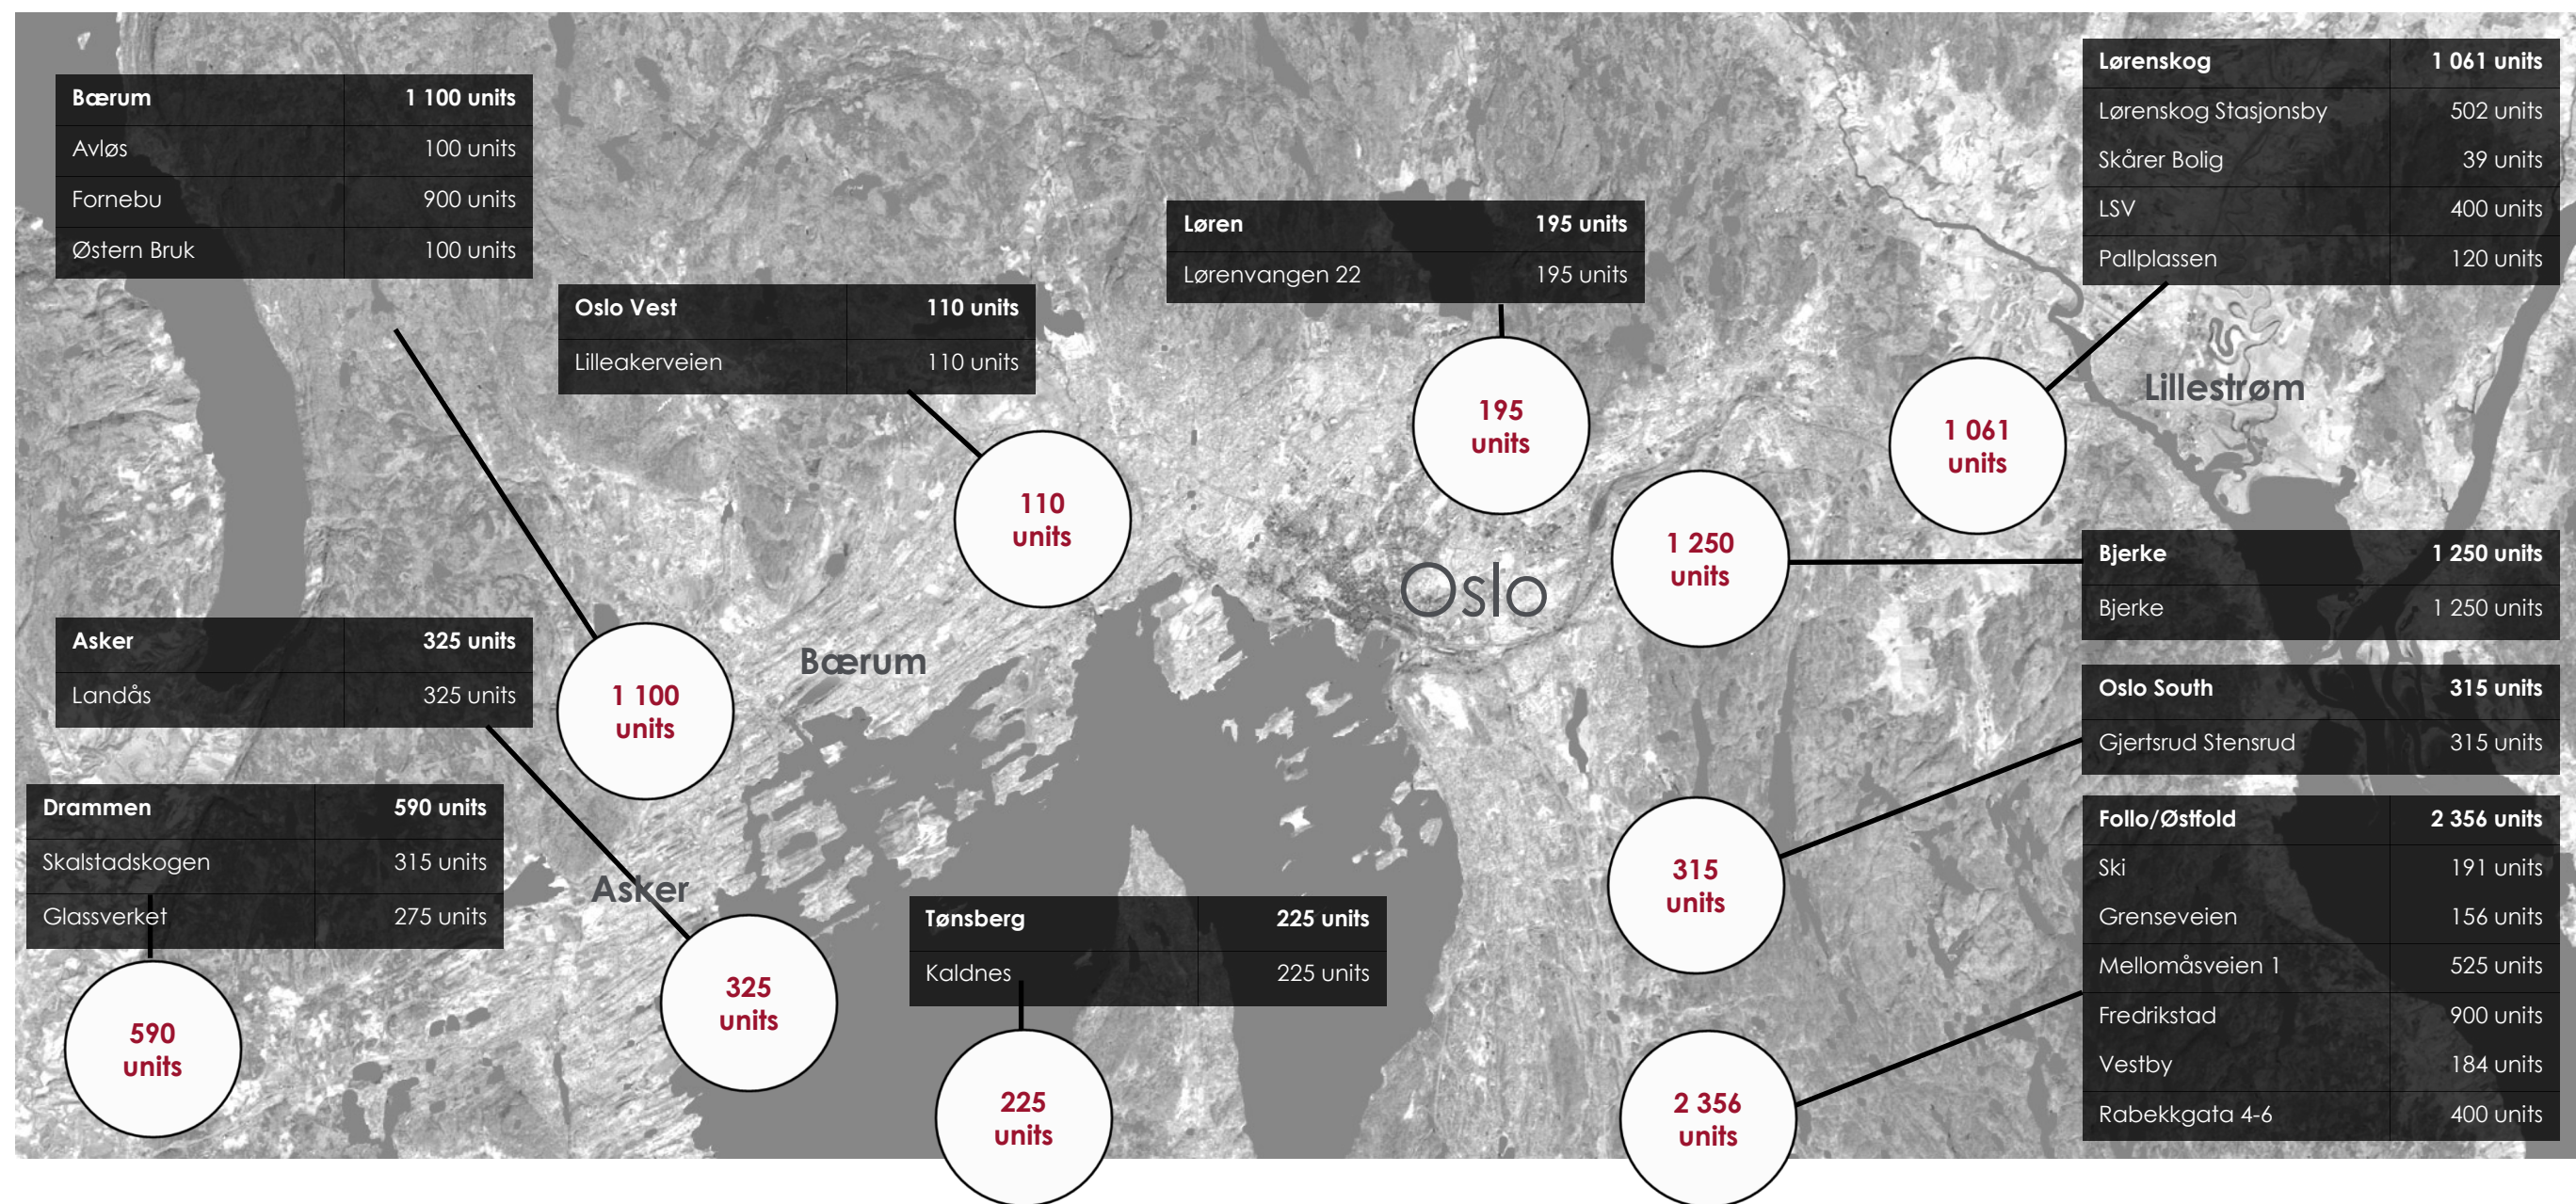 Bærum 1 100 units
Avløs 100 units
Fornebu 900 units
Østern Bruk 100 units
Oslo Vest 110 units
Lilleakerveien 110 units
Løren 195 units
Lørenvangen 22 195 units
Lørenskog 1 061 units
Lørenskog Stasjonsby 502 units
Skårer Bolig 39 units
LSV 400 units
Pallplassen 120 units
Lillestrøm
195
units
1 061
units
110
units
1 250
units
Oslo
Bjerke 1 250 units
Bjerke 1 250 units
Asker 325 units
Landås 325 units
Bærum
1 100
units
Oslo South 315 units
Gjertsrud Stensrud 315 units
Drammen 590 units
Skalstadskogen 315 units
Glassverket 275 units
Asker
315
units
Follo/Østfold 2 356 units
Ski 191 units
Grenseveien 156 units
Mellomåsveien 1 525 units
Fredrikstad 900 units
Vestby 184 units
Rabekkgata 4-6 400 units
Tønsberg 225 units
Kaldnes 225 units
325
units
590
units
225
units
2 356
units